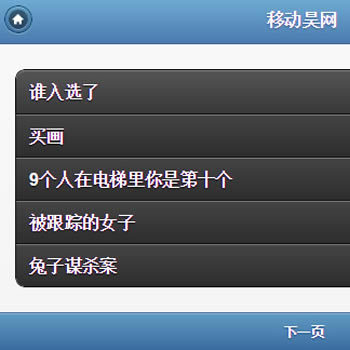 移动昊网
谁入选了
买画
9个人在电梯里你是第十个
被跟踪的女子
兔子谋杀案
下一页